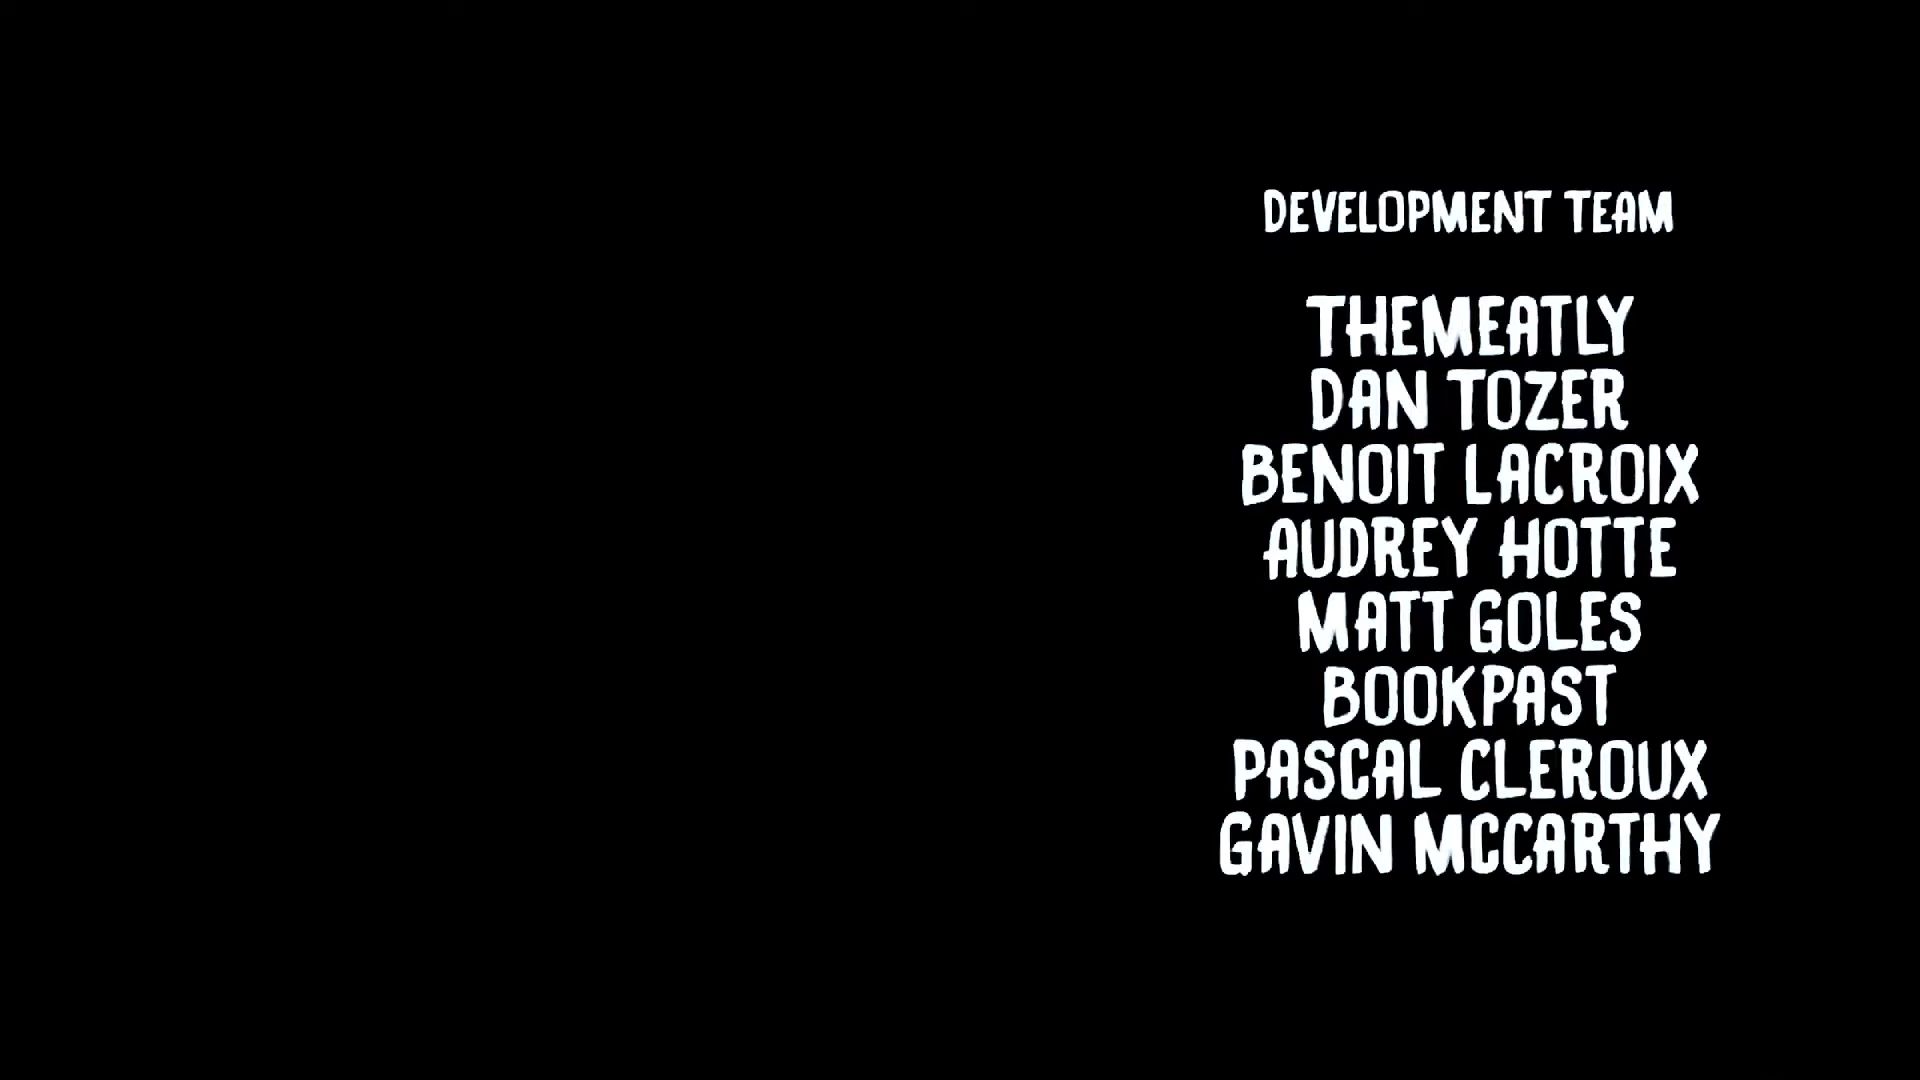 DEVELOPMENT TEAM
THEMEATLY
DAN TOZER
BENOIT LACROIX
AUDREY HOTTE
MATT GOLES
BOOKPAST
PASCAL CLEROUX
GAVIN MCCARTHY